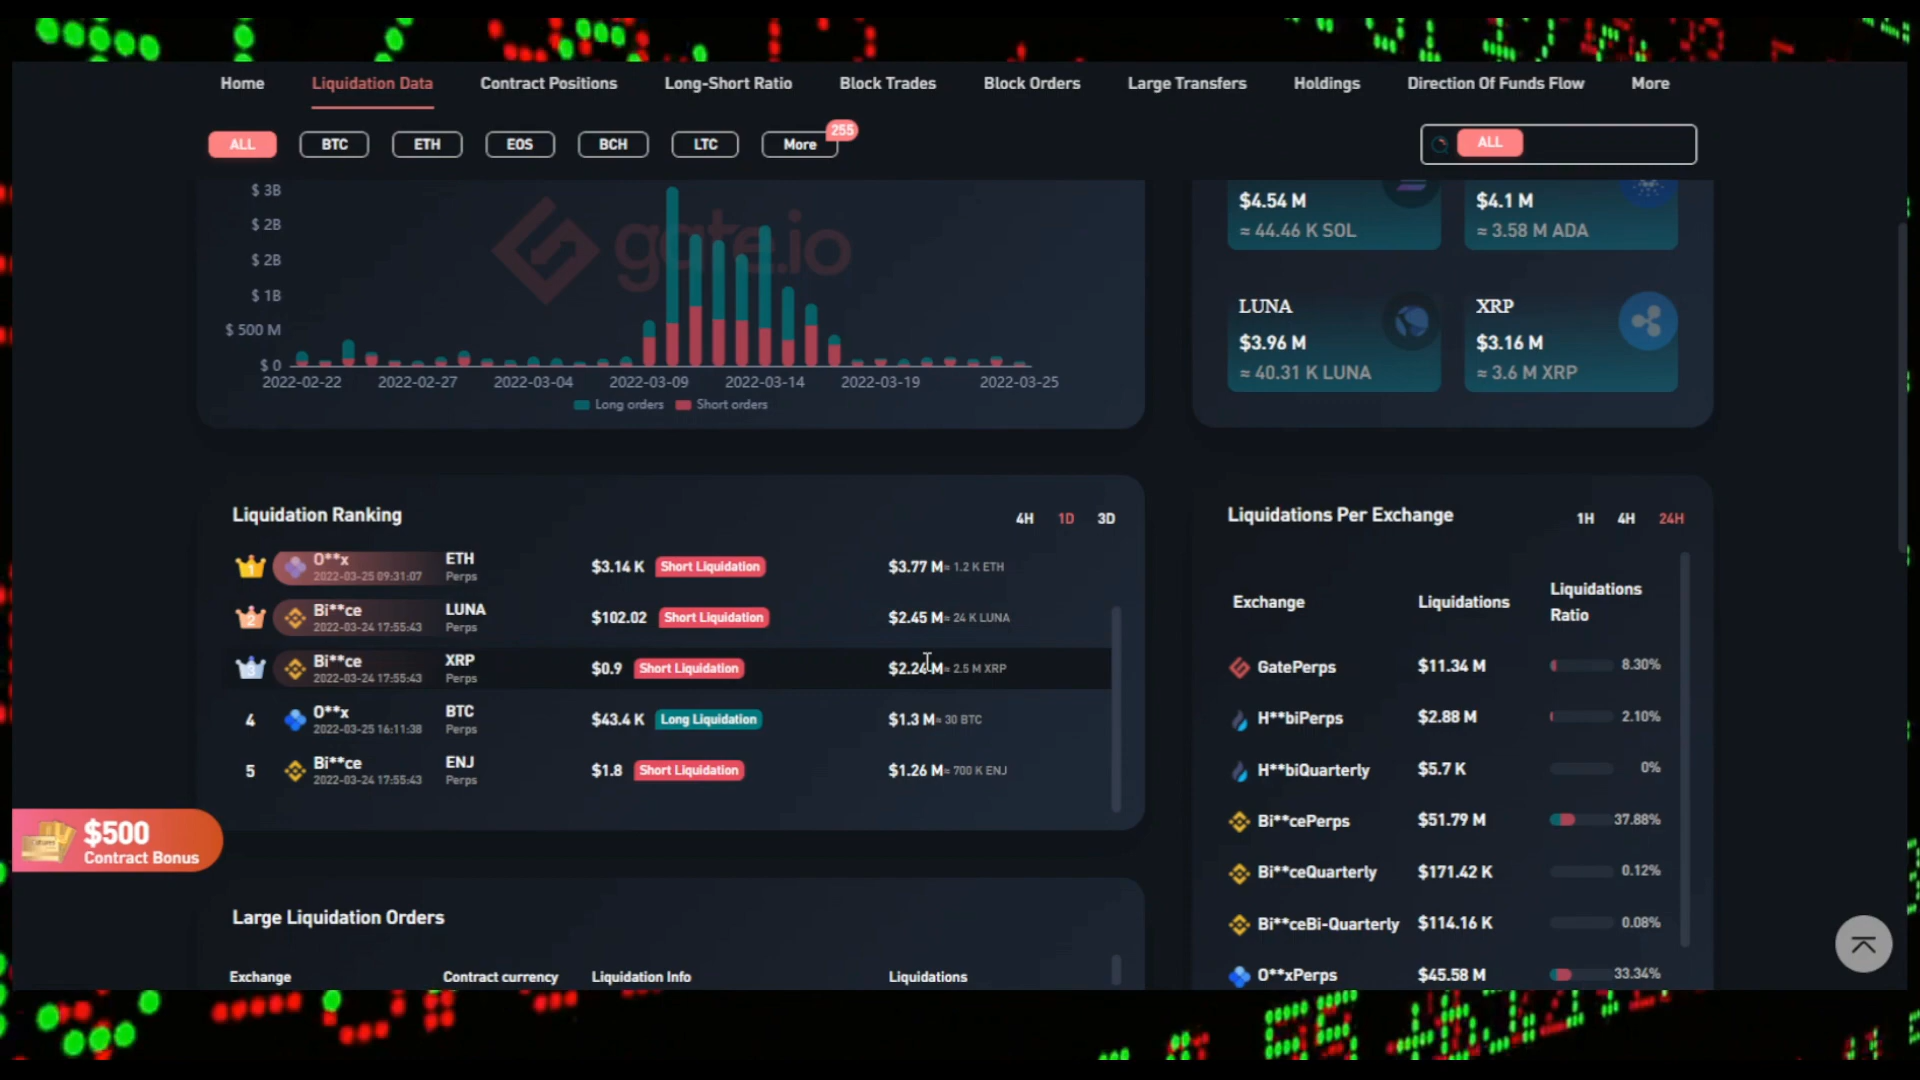 Home Liquidation Data Contract Positions Long-Short Ratio Block Trades Block Orders Large Transfers Holdings Direction Of Funds Flow More
ALL BTC ETH EOS BCH LTC More 255
ALL
$ 3B
$ 2B
$ 2B
$ 1B
$ 500 M
$ 0
gate.io
2022-02-22 2022-02-27 2022-03-04 2022-03-09 2022-03-14 2022-03-19 2022-03-25
Long orders Short orders
$4.54 M
≈ 44.46 K SOL
$4.1 M
≈ 3.58 M ADA
LUNA
$3.96 M
≈ 40.31 K LUNA
XRP
$3.16 M
≈ 3.6 M XRP
Liquidation Ranking 4H 1D 3D
1 O**x ETH $3.14 K Short Liquidation $3.77 M≈ 1.2 K ETH
2022-03-25 09:31:07 Perps
2 Bi**ce LUNA $102.02 Short Liquidation $2.45 M≈ 24 K LUNA
2022-03-24 17:55:43 Perps
3 Bi**ce XRP $0.9 Short Liquidation $2.24 M≈ 2.5 M XRP
2022-03-24 17:55:43 Perps
4 O**x BTC $43.4 K Long Liquidation $1.3 M≈ 30 BTC
2022-03-25 16:11:38 Perps
5 Bi**ce ENJ $1.8 Short Liquidation $1.26 M≈ 700 K ENJ
2022-03-24 17:55:43 Perps
Liquidations Per Exchange 1H 4H 24H
Exchange Liquidations Liquidations
Ratio
GatePerps $11.34 M 8.30%
H**biPerps $2.88 M 2.10%
H**biQuarterly $5.7 K 0%
Bi**cePerps $51.79 M 37.88%
Bi**ceQuarterly $171.42 K 0.12%
Bi**ceBi-Quarterly $114.16 K 0.08%
O**xPerps $45.58 M 33.34%
$500
Contract Bonus
Large Liquidation Orders
Exchange Contract currency Liquidation Info Liquidations